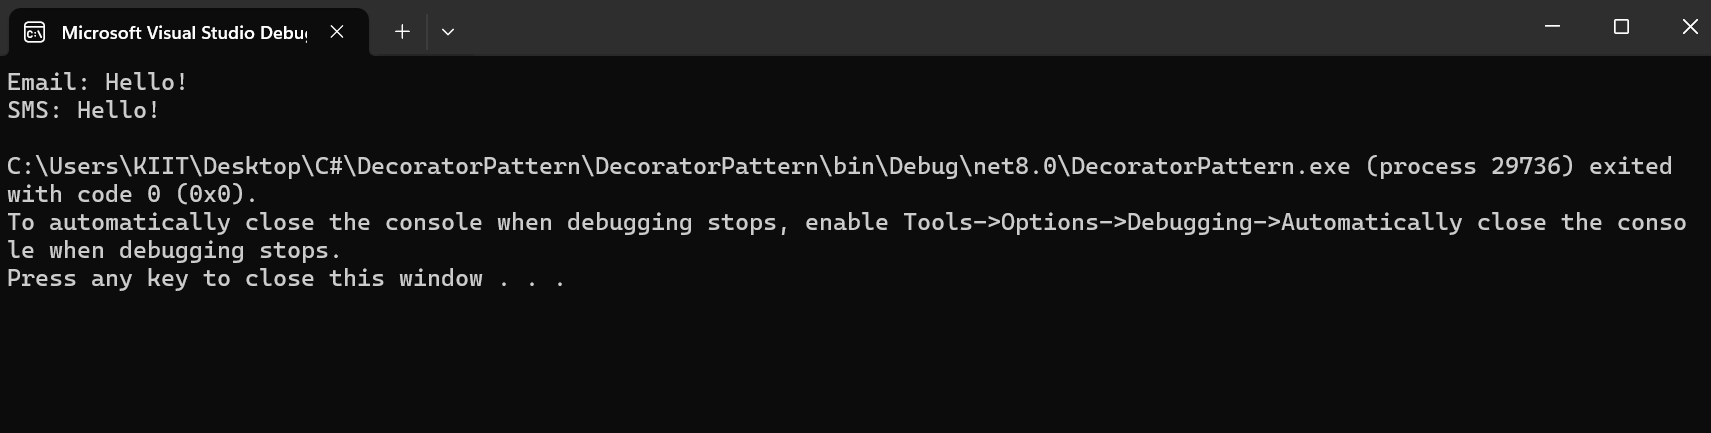 Microsoft Visual Studio Debu
Email: Hello!
SMS: Hello!
C:\Users\KIIT\Desktop\C#\DecoratorPattern\DecoratorPattern\bin\Debug\net8.0\DecoratorPattern.exe (process 29736) exited
with code 0 (0x0).
To automatically close the console when debugging stops, enable Tools->Options->Debugging->Automatically close the conso
le when debugging stops.
Press any key to close this window . . .